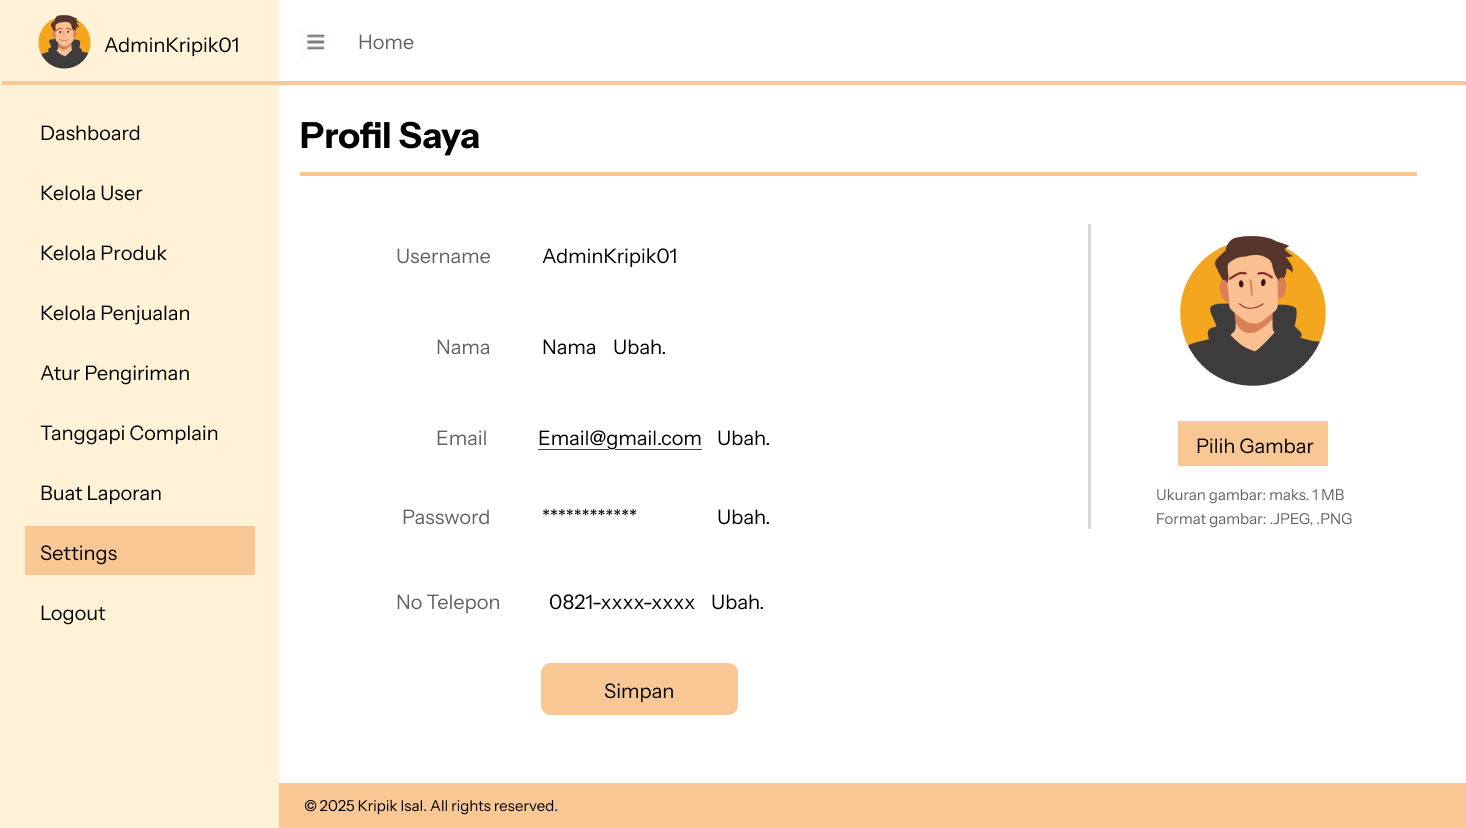 AdminKripik01
Home
Dashboard
Kelola User
Kelola Produk
Kelola Penjualan
Atur Pengiriman
Tanggapi Complain
Buat Laporan
Settings
Logout
Profil Saya
Username AdminKripik01
Nama Nama Ubah.
Email Email@gmail.com Ubah.
Password ************ Ubah.
No Telepon 0821-xxxx-xxxx Ubah.
Simpan
Pilih Gambar
Ukuran gambar: maks. 1 MB
Format gambar: .JPEG, .PNG
© 2025 Kripik Isal. All rights reserved.